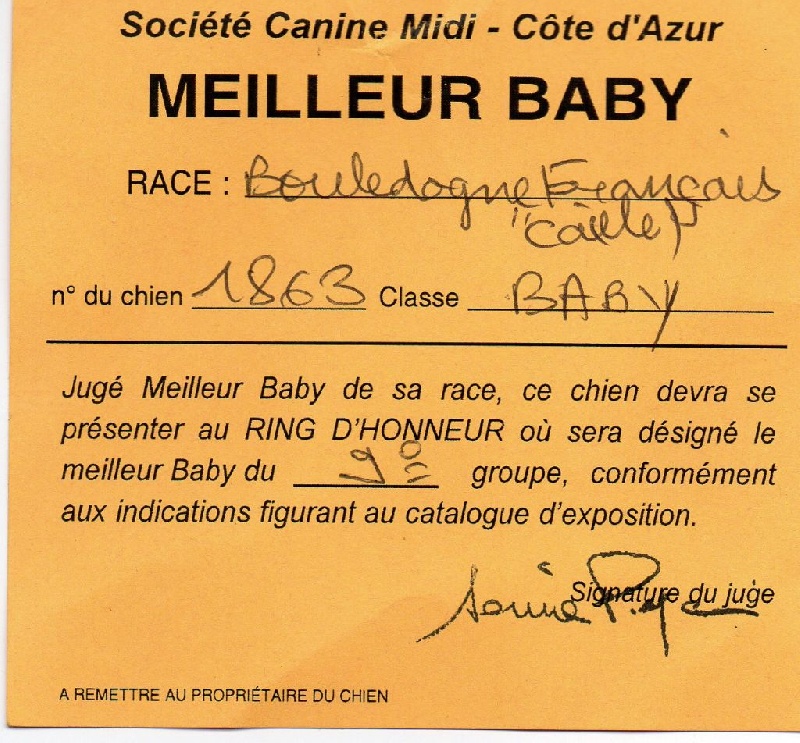 Société Canine Midi - Côte d'Azur
MEILLEUR BABY
RACE : Bouledogne Français
"Caille"
n° du chien 1863 Classe BABY
Jugé Meilleur Baby de sa race, ce chien devra se
présenter au RING D'HONNEUR où sera désigné le
meilleur Baby du 9e groupe, conformément
aux indications figurant au catalogue d'exposition.
Signature du juge
A REMETTRE AU PROPRIÉTAIRE DU CHIEN